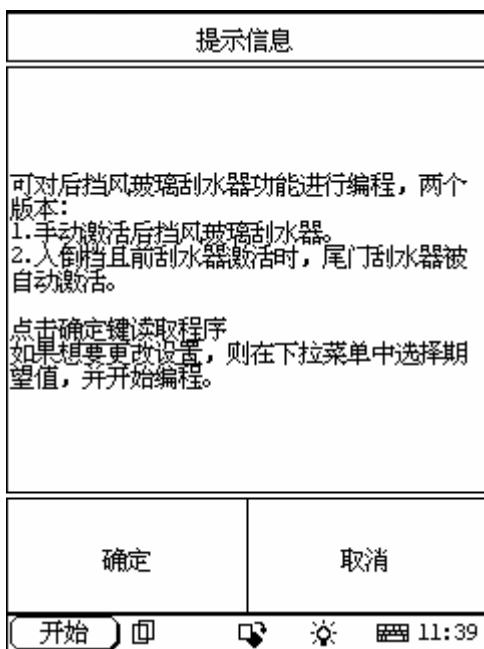 提示信息
可对后挡风玻璃刮水器功能进行编程，两个
版本：
1.手动激活后挡风玻璃刮水器。
2.入倒档且前刮水器激活时，尾门刮水器被
自动激活。
点击确定键读取程序
如果想要更改设置，则在下拉菜单中选择期
望值，并开始编程。
确定
取消
开始
11:39